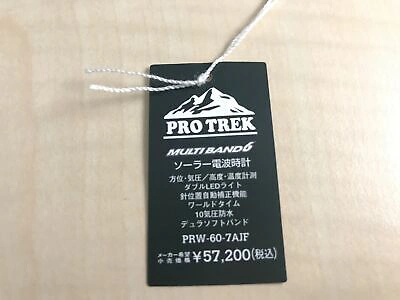 PRO TREK
MULTI BAND 6
ソーラー電波時計
方位・気圧/高度・温度計測
ダブルLEDライト
針位置自動補正機能
ワールドタイム
10気圧防水
デュラソフトバンド
PRW-60-7AJF
メーカー希望小売価格 ¥57,200(税込)